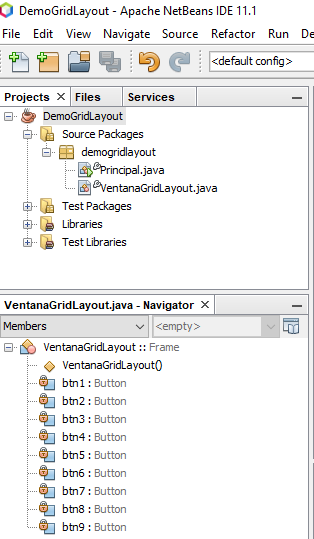 DemoGridLayout - Apache NetBeans IDE 11.1
File Edit View Navigate Source Refactor Run D
<default config>
Projects Files Services
DemoGridLayout
Source Packages
demogridlayout
Principal.java
VentanaGridLayout.java
Test Packages
Libraries
Test Libraries
VentanaGridLayout.java - Navigator
Members <empty>
VentanaGridLayout :: Frame
VentanaGridLayout()
btn1 : Button
btn2 : Button
btn3 : Button
btn4 : Button
btn5 : Button
btn6 : Button
btn7 : Button
btn8 : Button
btn9 : Button